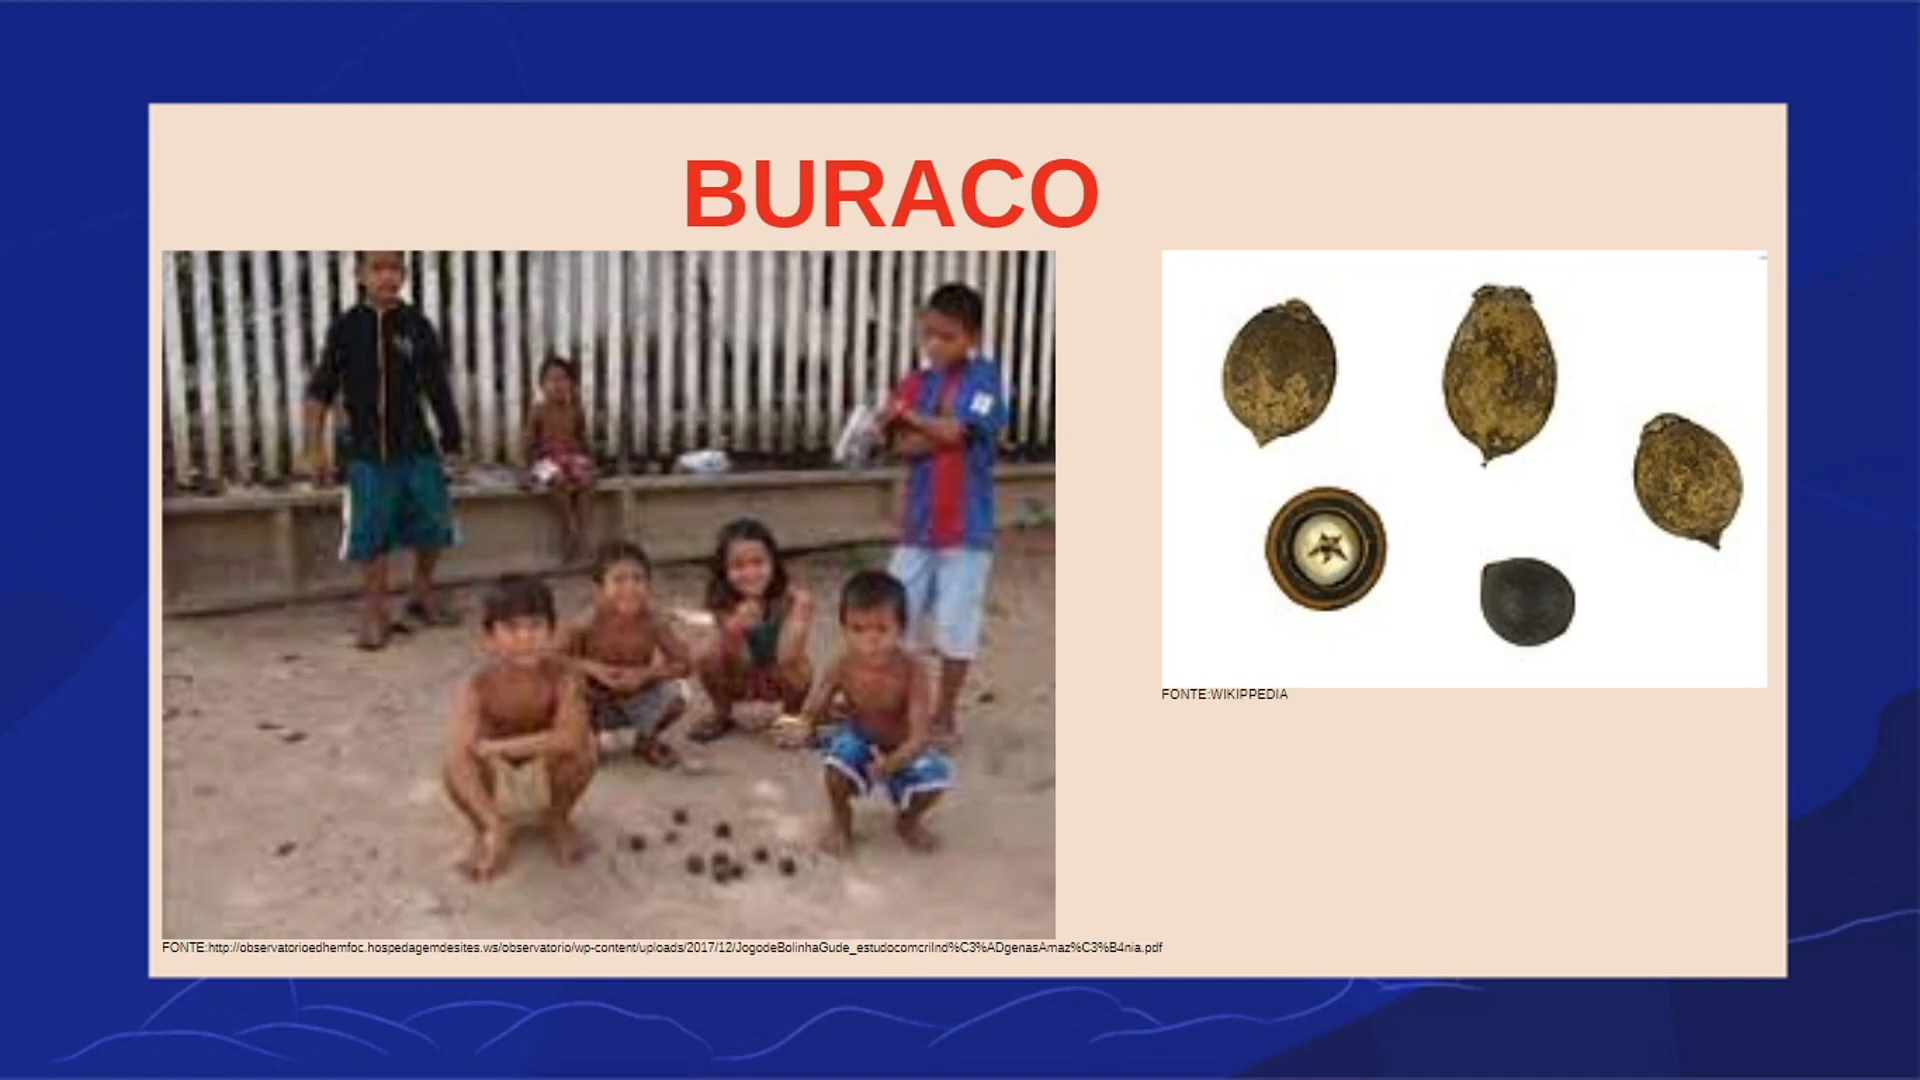 BURACO
FONTE:WIKIPPEDIA
FONTE:http://observatorioedhemfoc.hospedagemdesites.ws/observatorio/wp-content/uploads/2017/12/JogodeBolinhaGude_estudocomcriInd%C3%ADgenasAmaz%C3%B4nia.pdf